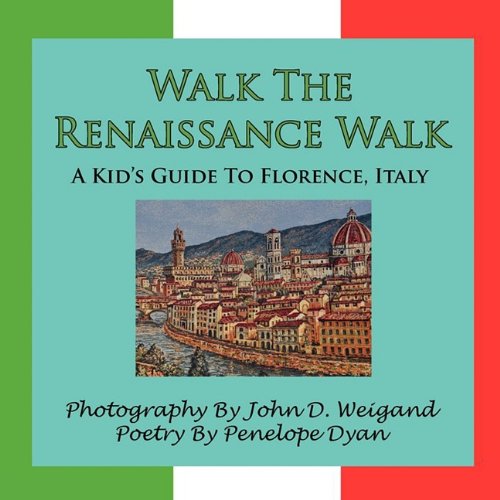 WALK THE
RENAISSANCE WALK
A KID'S GUIDE TO FLORENCE, ITALY
Photography By John D. Weigand
Poetry By Penelope Dyan